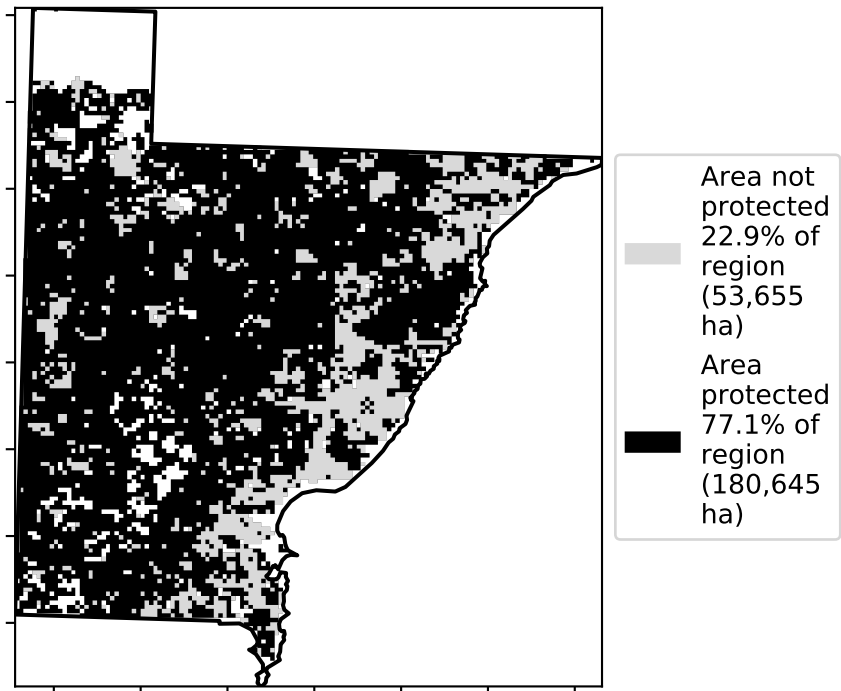 Area not
protected
22.9% of
region
(53,655
ha)
Area
protected
77.1% of
region
(180,645
ha)